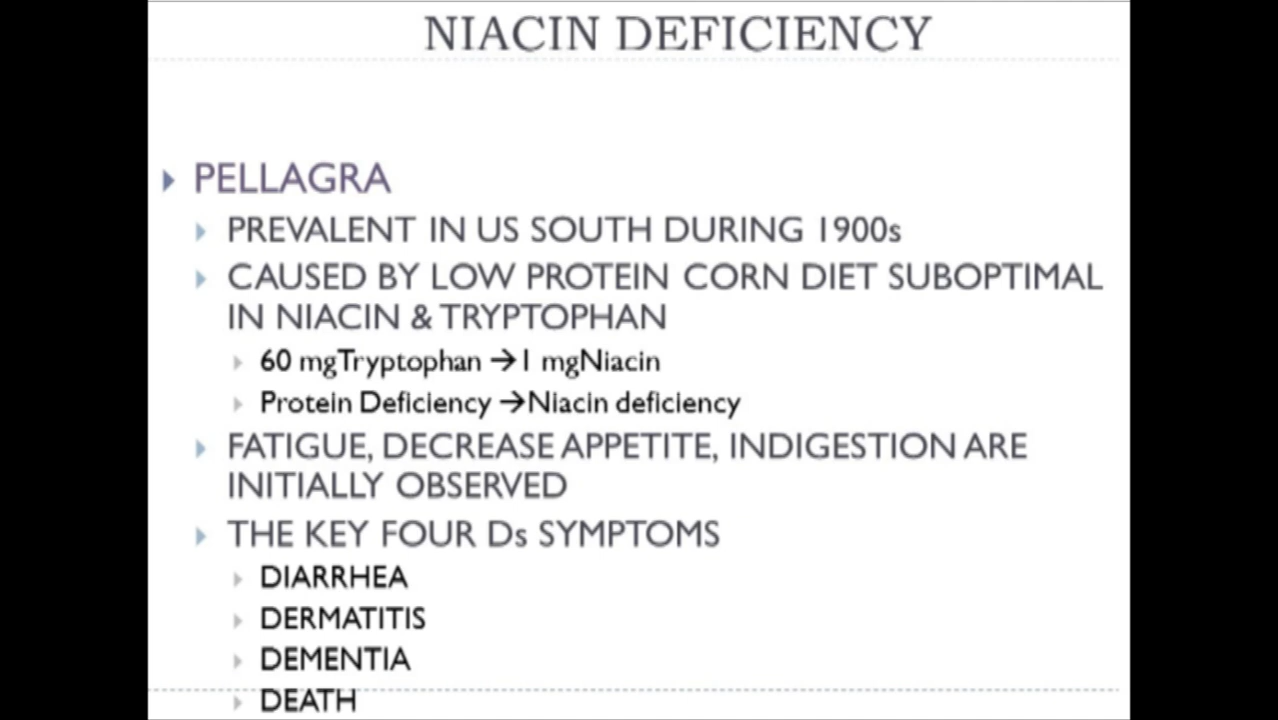 NIACIN DEFICIENCY
PELLAGRA
PREVALENT IN US SOUTH DURING 1900s
CAUSED BY LOW PROTEIN CORN DIET SUBOPTIMAL
IN NIACIN & TRYPTOPHAN
60 mgTryptophan →1 mgNiacin
Protein Deficiency →Niacin deficiency
FATIGUE, DECREASE APPETITE, INDIGESTION ARE
INITIALLY OBSERVED
THE KEY FOUR Ds SYMPTOMS
DIARRHEA
DERMATITIS
DEMENTIA
DEATH